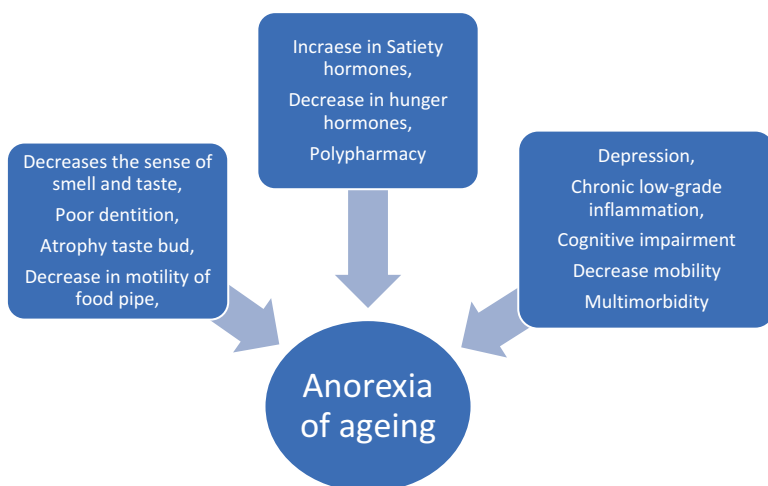 Incraese in Satiety
hormones,
Decrease in hunger
hormones,
Polypharmacy
Decreases the sense of
smell and taste,
Poor dentition,
Atrophy taste bud,
Decrease in motility of
food pipe,
Depression,
Chronic low-grade
inflammation,
Cognitive impairment
Decrease mobility
Multimorbidity
Anorexia
of ageing